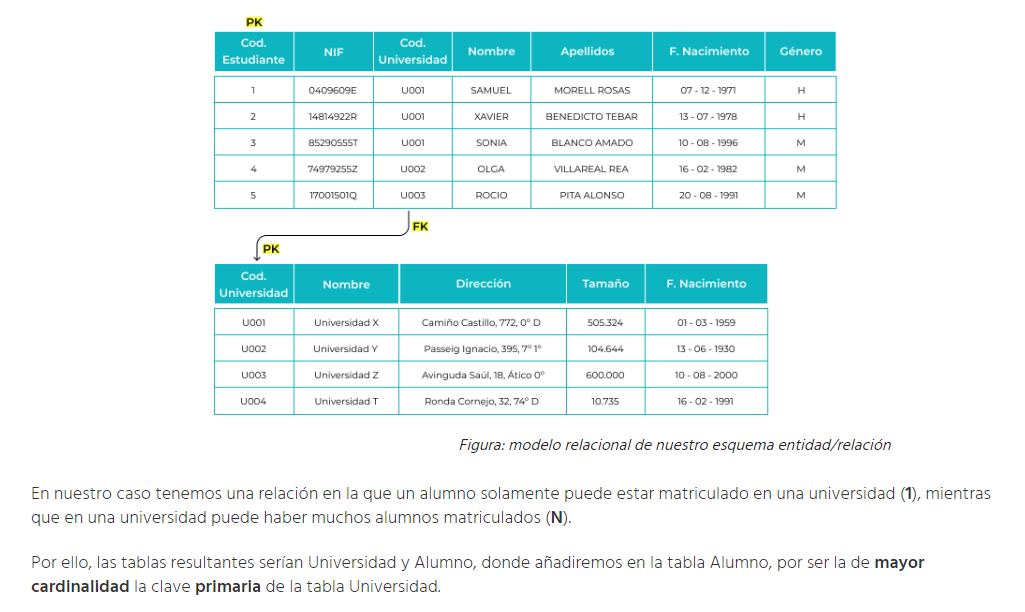 PK
Cod. Estudiante NIF Cod. Universidad Nombre Apellidos F. Nacimiento Género
1 0409609E U001 SAMUEL MORELL ROSAS 07 - 12 - 1971 H
2 14814922R U001 XAVIER BENEDICTO TEBAR 13 - 07 - 1978 H
3 85290555T U001 SONIA BLANCO AMADO 10 - 08 - 1996 M
4 74979255Z U002 OLGA VILLAREAL REA 16 - 02 - 1982 M
5 17001501Q U003 ROCIO PITA ALONSO 20 - 08 - 1991 M
FK
PK
Cod. Universidad Nombre Dirección Tamaño F. Nacimiento
U001 Universidad X Camiño Castillo, 772, 0º D 505.324 01 - 03 - 1959
U002 Universidad Y Passeig Ignacio, 395, 7º 1º 104.644 13 - 06 - 1930
U003 Universidad Z Avinguda Saúl, 18, Ático 0º 600.000 10 - 08 - 2000
U004 Universidad T Ronda Cornejo, 32, 74º D 10.735 16 - 02 - 1991
Figura: modelo relacional de nuestro esquema entidad/relación
En nuestro caso tenemos una relación en la que un alumno solamente puede estar matriculado en una universidad (1), mientras
que en una universidad puede haber muchos alumnos matriculados (N).
Por ello, las tablas resultantes serían Universidad y Alumno, donde añadiremos en la tabla Alumno, por ser la de mayor
cardinalidad la clave primaria de la tabla Universidad.